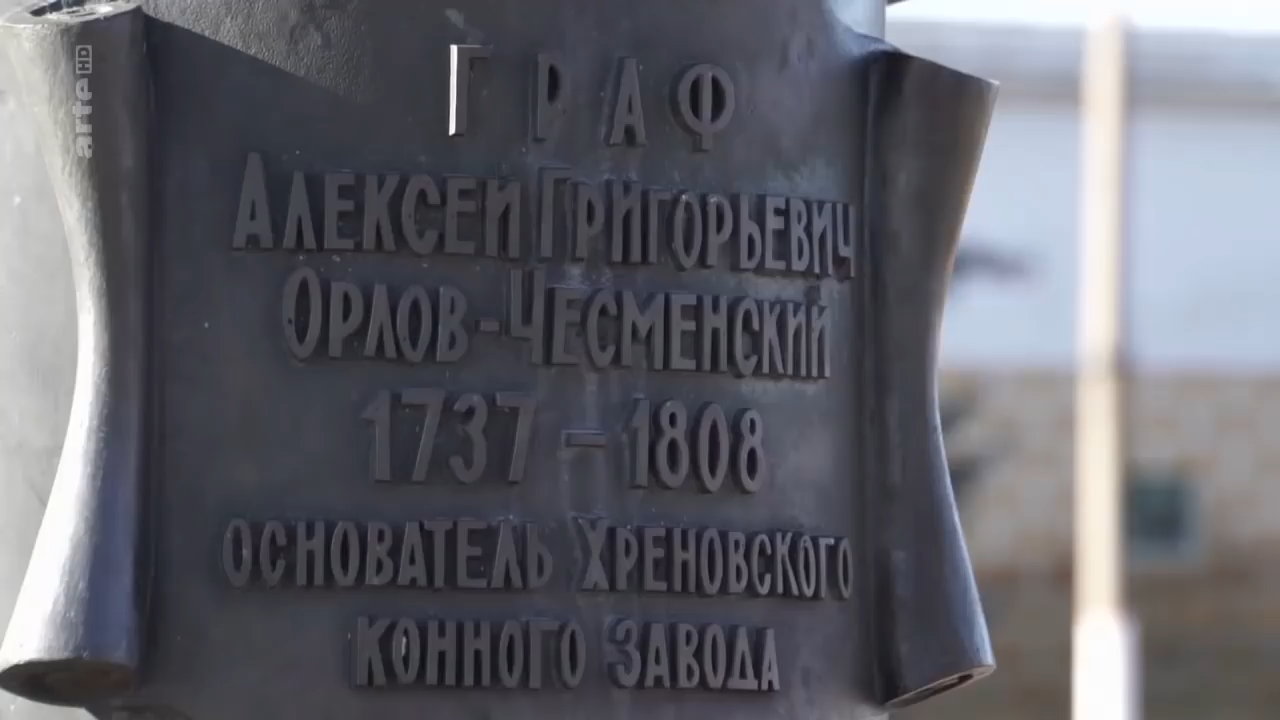 arte HD
ГРАФ
АЛЕКСЕЙ ГРИГОРЬЕВИЧ
ОРЛОВ-ЧЕСМЕНСКИЙ
1737 – 1808
ОСНОВАТЕЛЬ ХРЕНОВСКОГО
КОННОГО ЗАВОДА